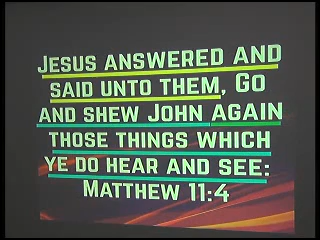 Jesus answered and
said unto them, Go
and shew John again
those things which
ye do hear and see:
Matthew 11:4